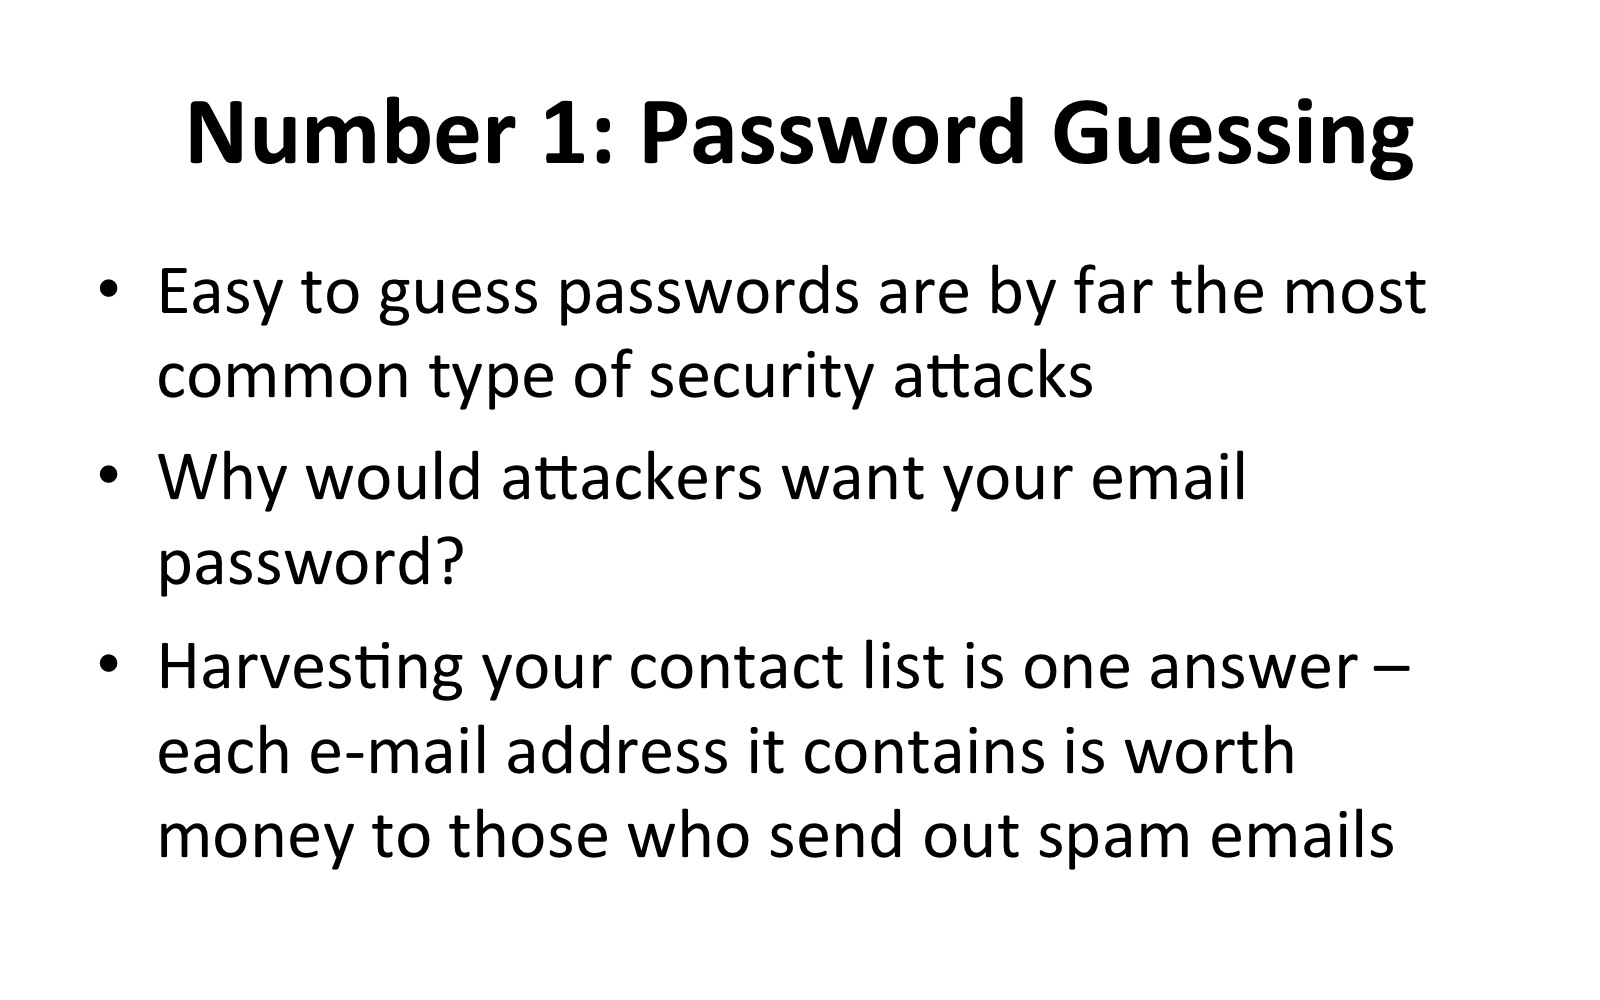 Number 1: Password Guessing
• Easy to guess passwords are by far the most
common type of security attacks
• Why would attackers want your email
password?
• Harvesting your contact list is one answer –
each e-mail address it contains is worth
money to those who send out spam emails